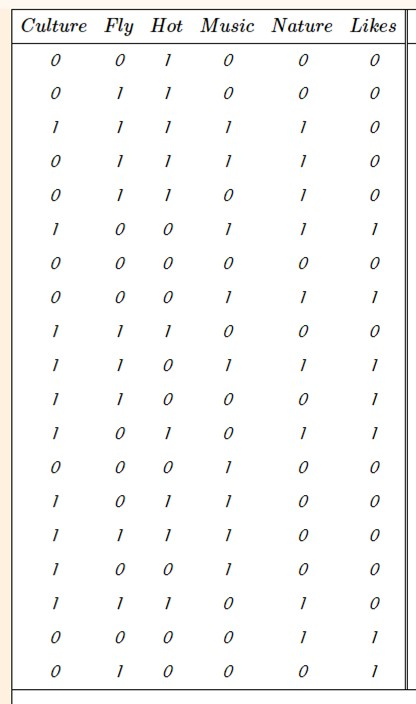 Culture Fly Hot Music Nature Likes
0 0 1 0 0 0
0 1 1 0 0 0
1 1 1 1 1 0
0 1 1 1 1 0
0 1 1 0 1 0
1 0 0 1 1 1
0 0 0 0 0 0
0 0 0 1 1 1
1 1 1 0 0 0
1 1 0 1 1 1
1 1 0 0 0 1
1 0 1 0 1 1
0 0 0 1 0 0
1 0 1 1 0 0
1 1 1 1 0 0
1 0 0 1 0 0
1 1 1 0 1 0
0 0 0 0 1 1
0 1 0 0 0 1